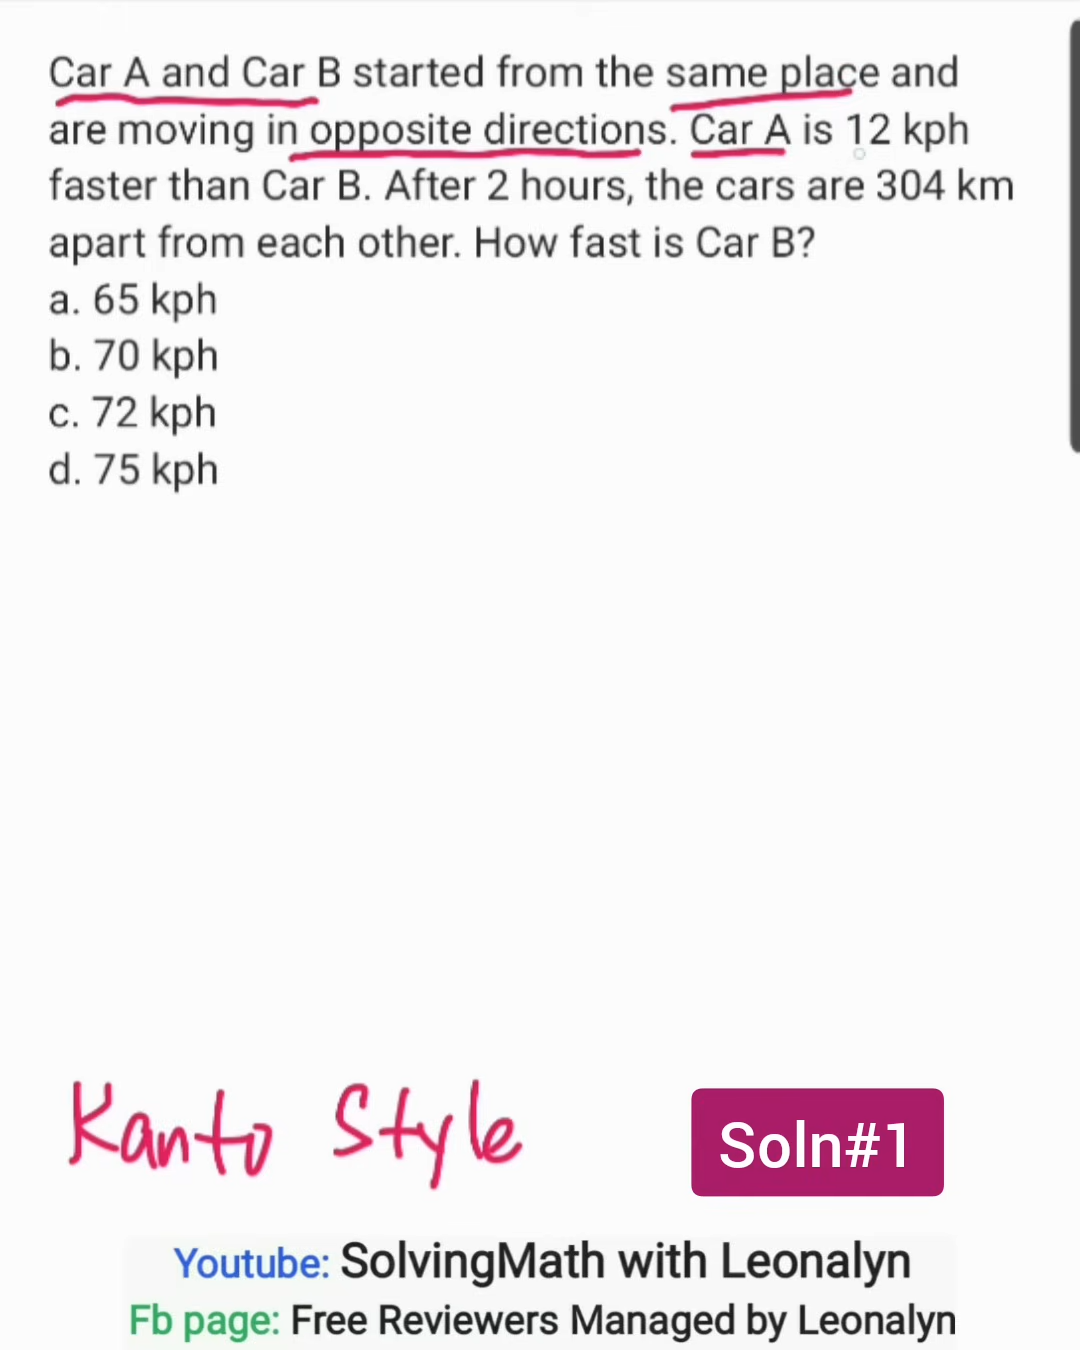 Car A and Car B started from the same place and
are moving in opposite directions. Car A is 12 kph
faster than Car B. After 2 hours, the cars are 304 km
apart from each other. How fast is Car B?
a. 65 kph
b. 70 kph
c. 72 kph
d. 75 kph
Kanto Style
Soln#1
Youtube: SolvingMath with Leonalyn
Fb page: Free Reviewers Managed by Leonalyn